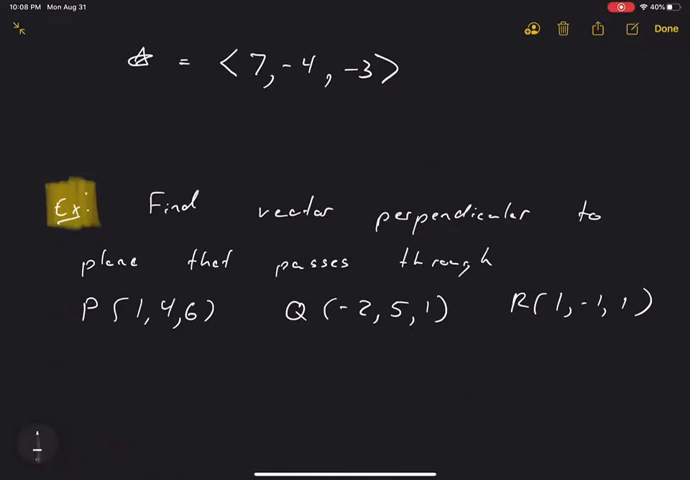 10:08 PM Mon Aug 31
40%
Done
= <7, -4, -3>
Ex: Find vector perpendicular to
plane that passes through
P(1,4,6) Q(-2,5,1) R(1,-1,1)